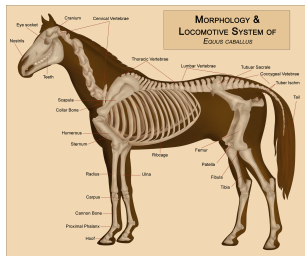 MORPHOLOGY &
LOCOMOTIVE SYSTEM OF
EQUUS CABALLUS
Eye socket
Cranium
Cervical Vertebrae
Nostrils
Teeth
Thoracic Vertebrae
Lumbar Vertebrae
Tubular Sacrale
Coccygeal Vertebrae
Tuber Ischm
Tail
Scapula
Collar Bone
Humerous
Sternum
Ribcage
Femur
Patella
Fibula
Tibia
Radius
Ulna
Carpus
Cannon Bone
Proximal Phalanx
Hoof